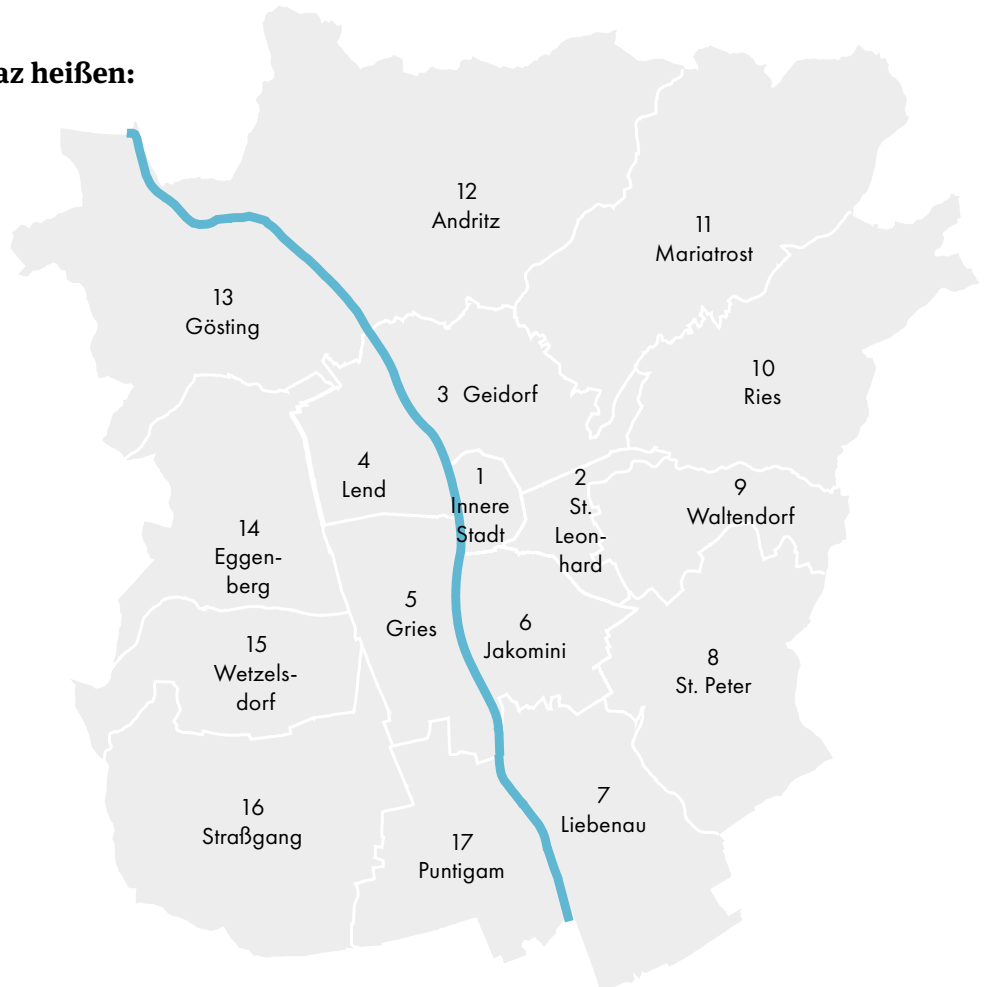 az heißen:
12
Andritz
11
Mariatrost
13
Gösting
10
Ries
3 Geidorf
4
Lend
1
Innere
Stadt
2
St.
Leon-
hard
9
Waltendorf
14
Eggen-
berg
5
Gries
6
Jakomini
15
Wetzels-
dorf
8
St. Peter
16
Straßgang
7
Liebenau
17
Puntigam